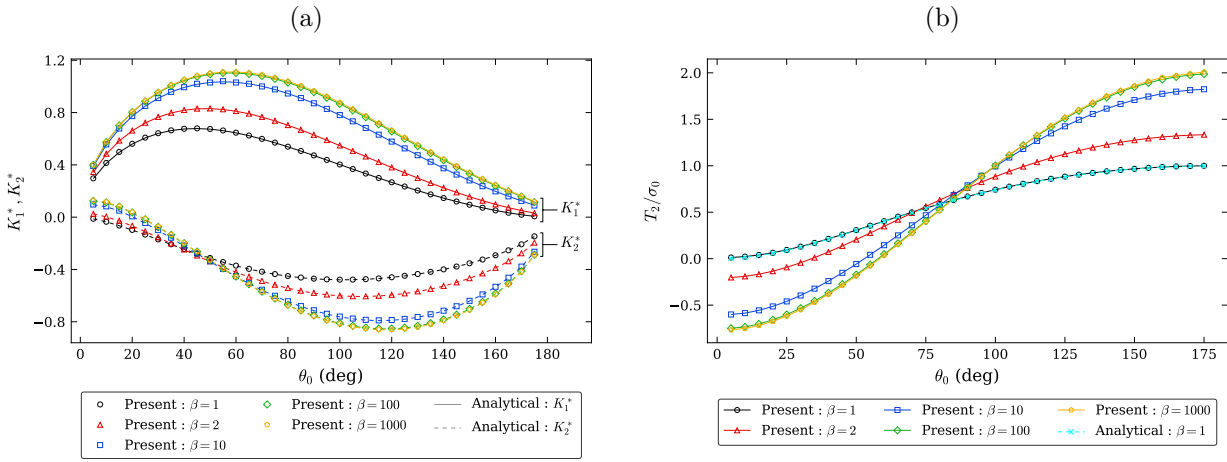 (a)
(b)
K₁*, K₂*
1.2
0.8
0.4
0.0
−0.4
−0.8
K₁*
K₂*
0 20 40 60 80 100 120 140 160 180
θ₀ (deg)
Present : β=1
Present : β=2
Present : β=10
Present : β=100
Present : β=1000
Analytical : K₁*
Analytical : K₂*
T₂/σ₀
2.0
1.5
1.0
0.5
0.0
−0.5
0 25 50 75 100 125 150 175
θ₀ (deg)
Present : β=1
Present : β=2
Present : β=10
Present : β=100
Present : β=1000
Analytical : β=1